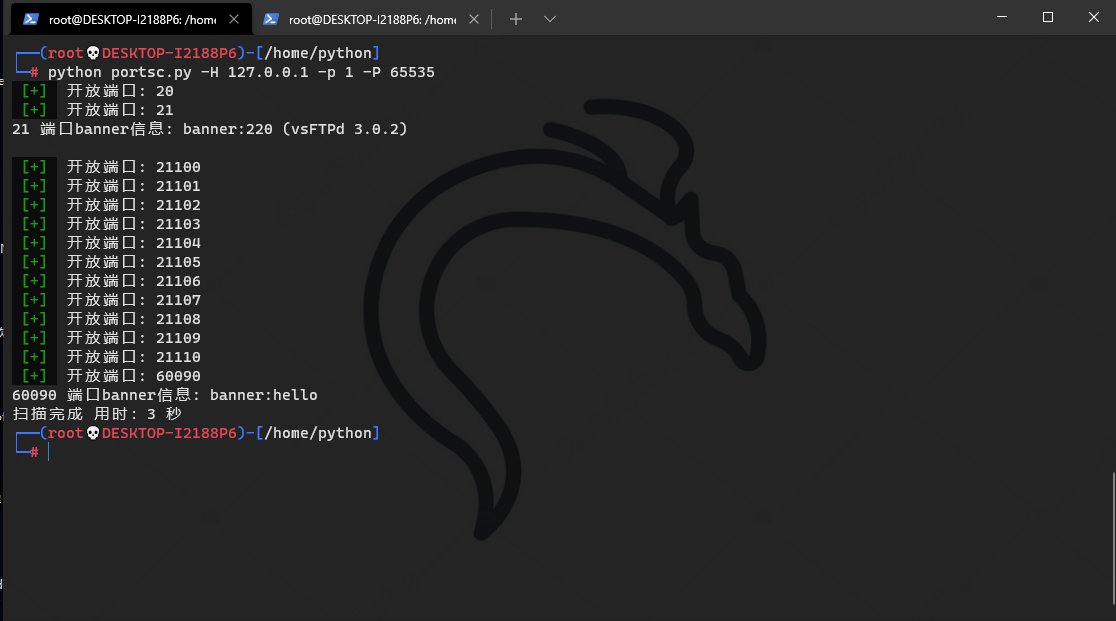 root@DESKTOP-I2188P6: /home
root@DESKTOP-I2188P6: /home
(root💀DESKTOP-I2188P6)-[/home/python]
# python portsc.py -H 127.0.0.1 -p 1 -P 65535
[+] 开放端口: 20
[+] 开放端口: 21
21 端口banner信息: banner:220 (vsFTPd 3.0.2)
[+] 开放端口: 21100
[+] 开放端口: 21101
[+] 开放端口: 21102
[+] 开放端口: 21103
[+] 开放端口: 21104
[+] 开放端口: 21105
[+] 开放端口: 21106
[+] 开放端口: 21107
[+] 开放端口: 21108
[+] 开放端口: 21109
[+] 开放端口: 21110
[+] 开放端口: 60090
60090 端口banner信息: banner:hello
扫描完成 用时: 3 秒
(root💀DESKTOP-I2188P6)-[/home/python]
#